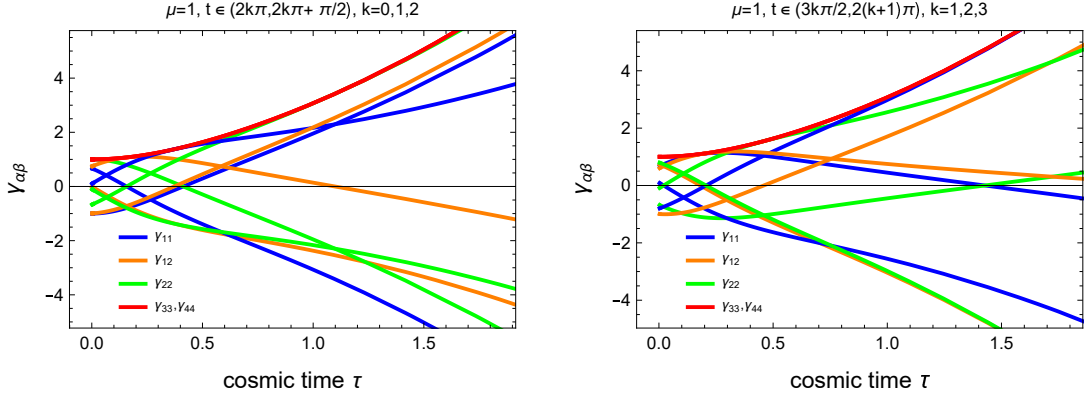 μ=1, t ∈ (2kπ,2kπ+ π/2), k=0,1,2
4
2
0
−2
−4
γαβ
γ11
γ12
γ22
γ33,γ44
0.0 0.5 1.0 1.5
cosmic time τ
μ=1, t ∈ (3kπ/2,2(k+1)π), k=1,2,3
4
2
0
−2
−4
γαβ
γ11
γ12
γ22
γ33,γ44
0.0 0.5 1.0 1.5
cosmic time τ